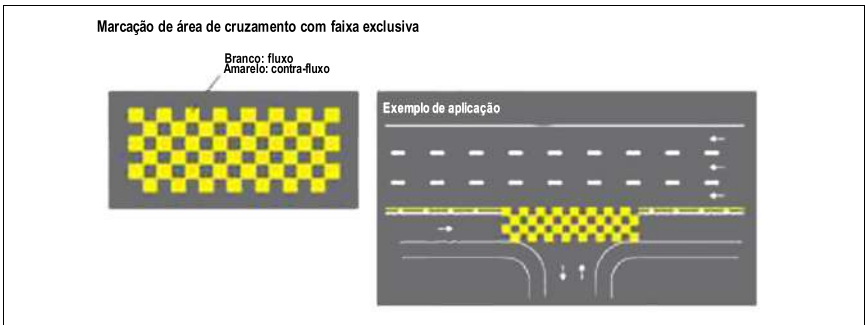 Marcação de área de cruzamento com faixa exclusiva
Branco: fluxo
Amarelo: contra-fluxo
Exemplo de aplicação